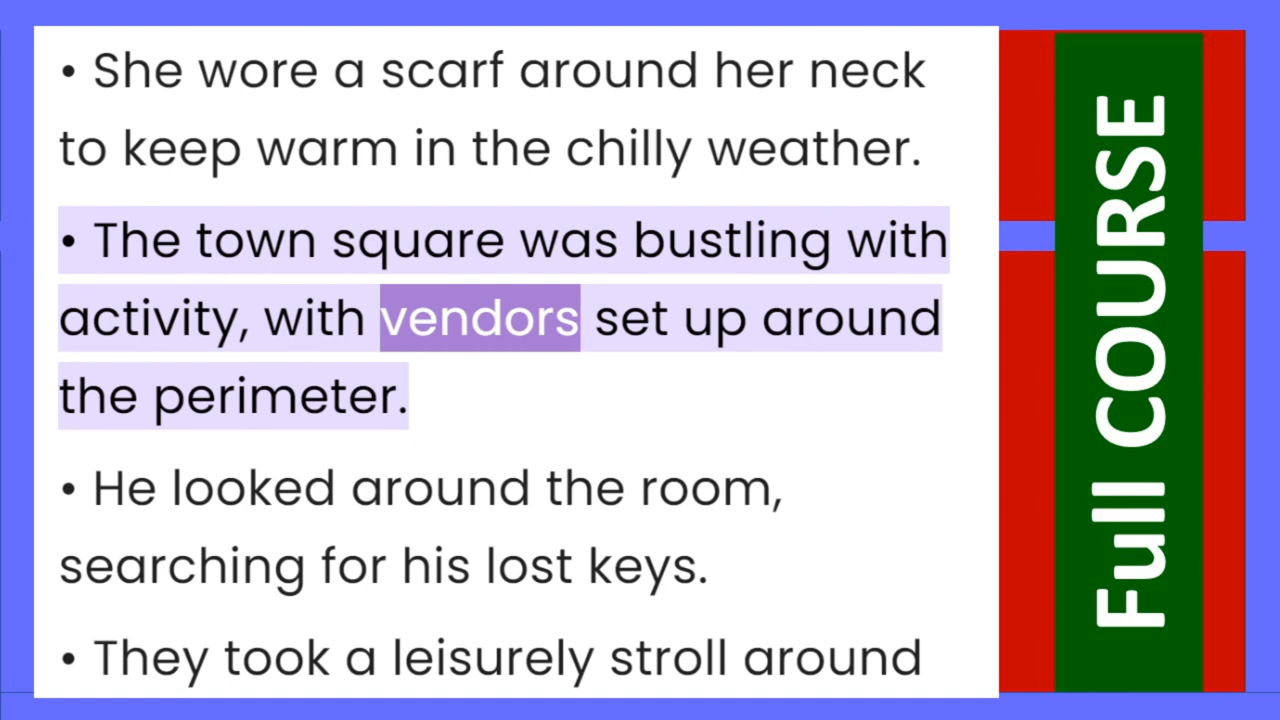 • She wore a scarf around her neck
to keep warm in the chilly weather.
• The town square was bustling with
activity, with vendors set up around
the perimeter.
• He looked around the room,
searching for his lost keys.
• They took a leisurely stroll around
Full COURSE